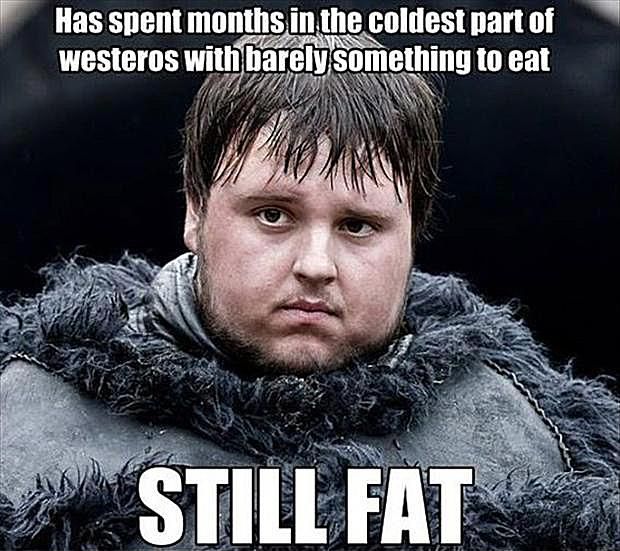 Has spent months in the coldest part of
westeros with barely something to eat
STILL FAT